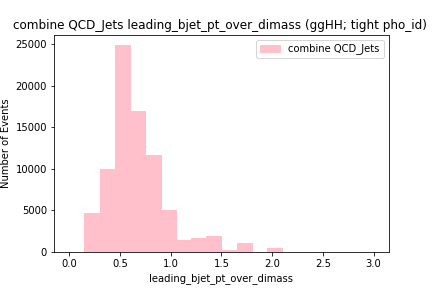 combine QCD_Jets leading_bjet_pt_over_dimass (ggHH; tight pho_id)
combine QCD_Jets
Number of Events
25000
20000
15000
10000
5000
0
0.0 0.5 1.0 1.5 2.0 2.5 3.0
leading_bjet_pt_over_dimass